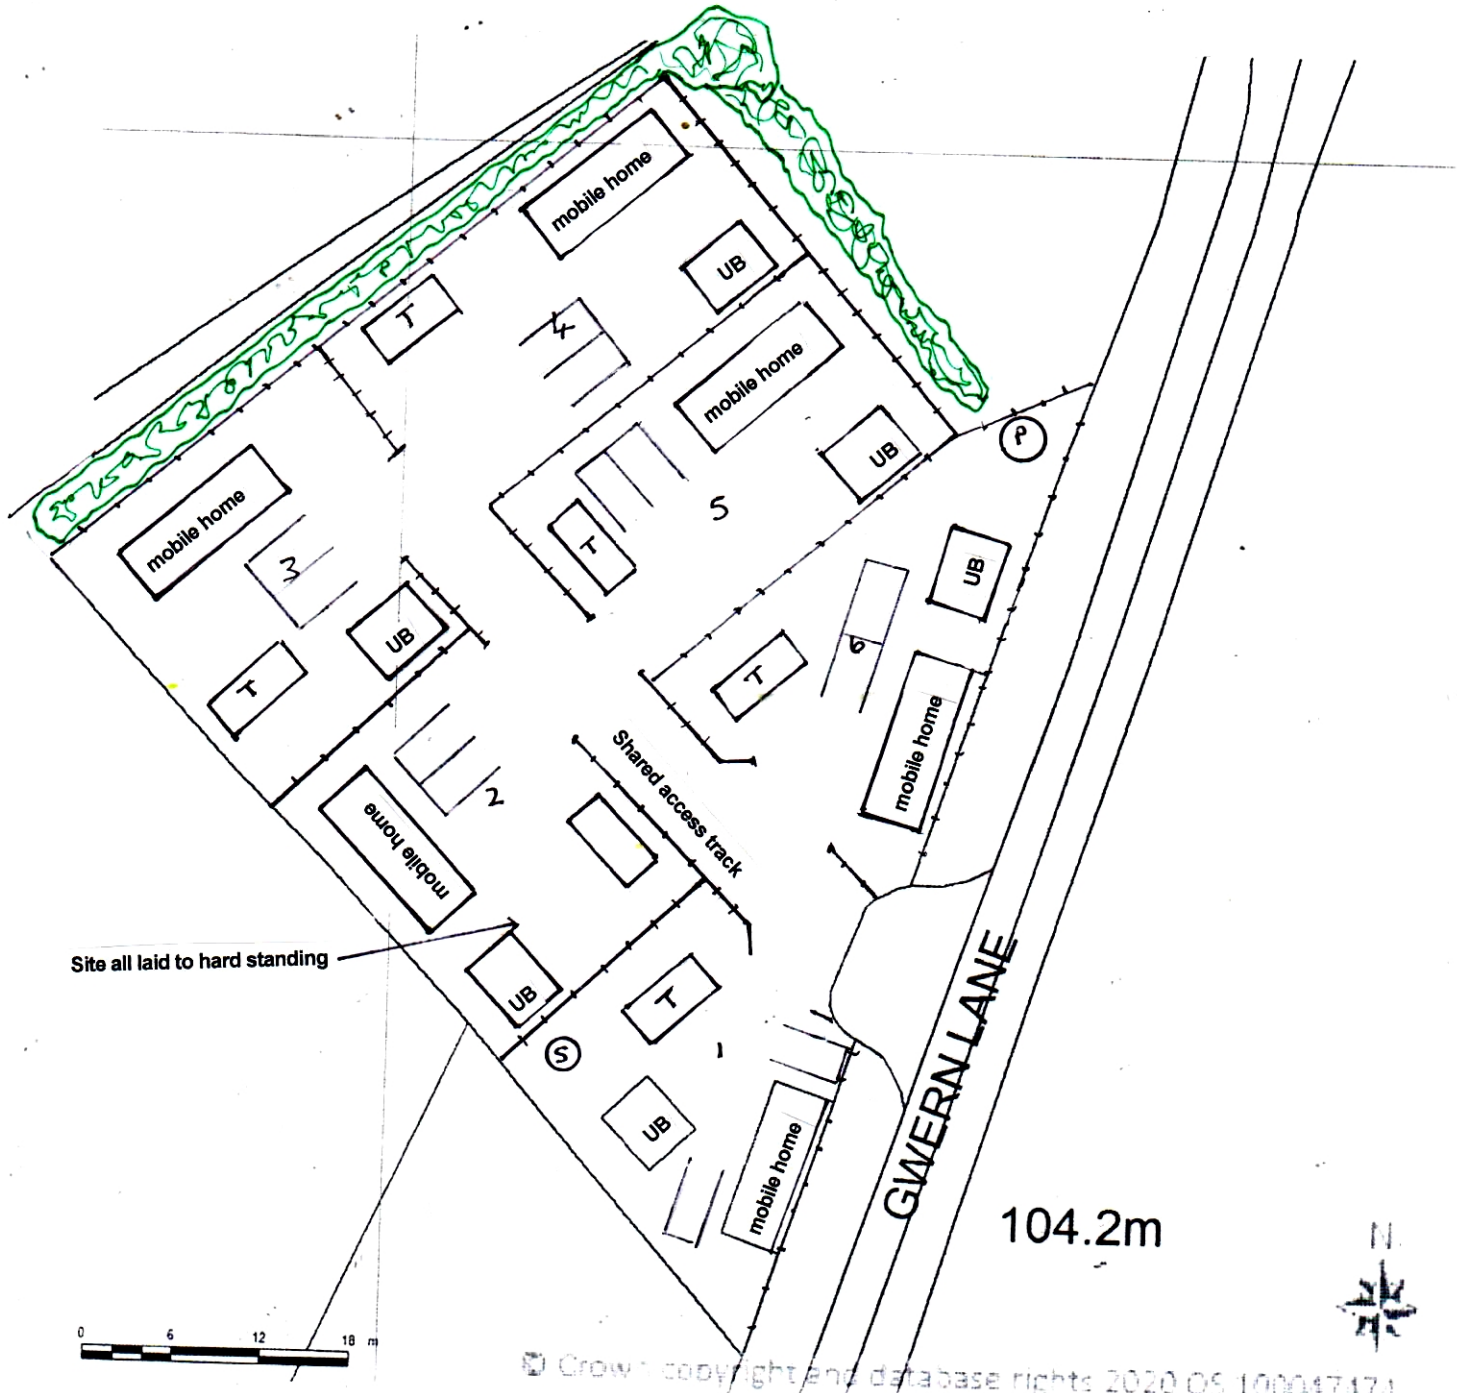 mobile home
UB
T
4
mobile home
UB
5
T
P
mobile home
3
UB
T
UB
6
T
mobile home
2
mobile home
Shared access track
Site all laid to hard standing
UB
S
T
1
UB
mobile home
GWERN LANE
104.2m
N
0 6 12 18 m
© Crown copyright and database rights 2020 OS 100047474